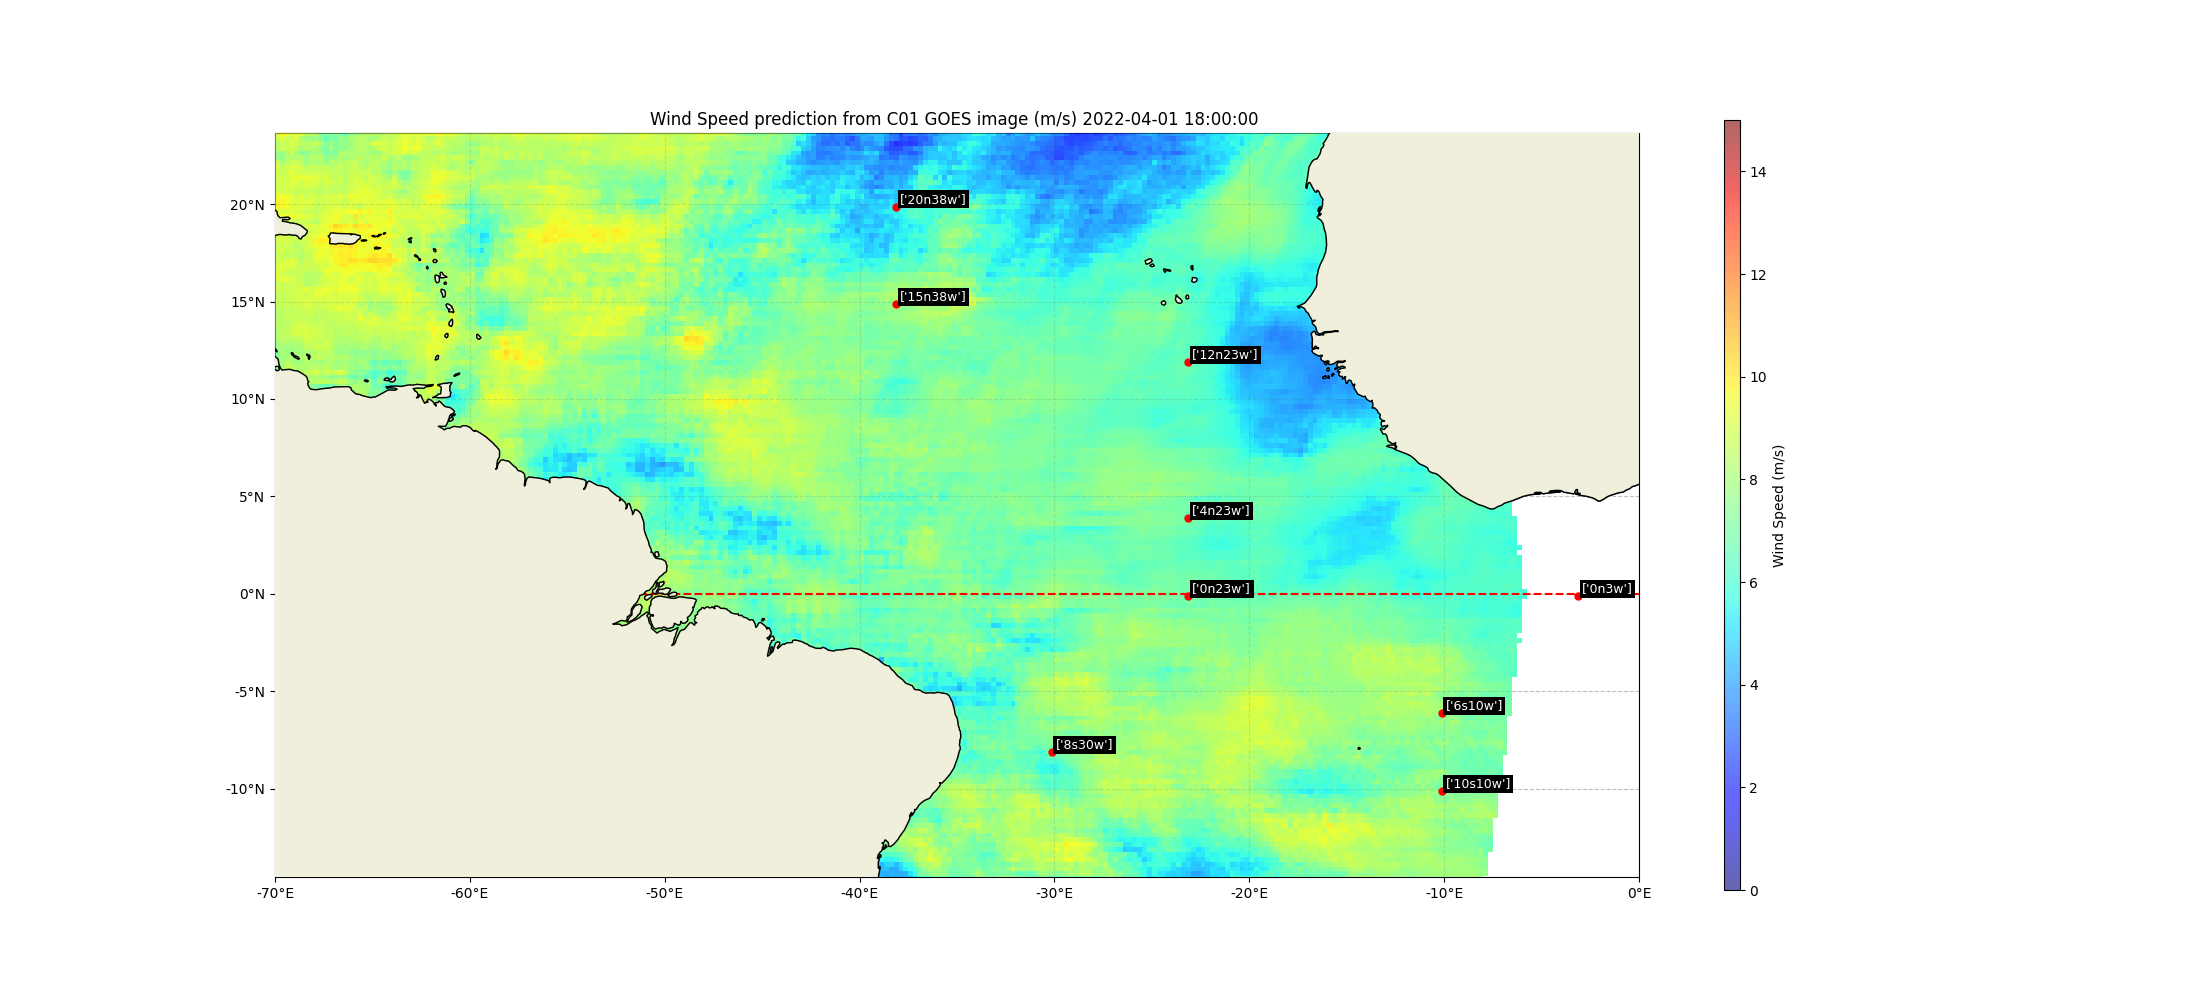 Wind Speed prediction from C01 GOES image (m/s) 2022-04-01 18:00:00
20°N
15°N
10°N
5°N
0°N
-5°N
-10°N
-70°E
-60°E
-50°E
-40°E
-30°E
-20°E
-10°E
0°E
['20n38w']
['15n38w']
['12n23w']
['4n23w']
['0n23w']
['0n3w']
['6s10w']
['8s30w']
['10s10w']
14
12
10
8
6
4
2
0
Wind Speed (m/s)